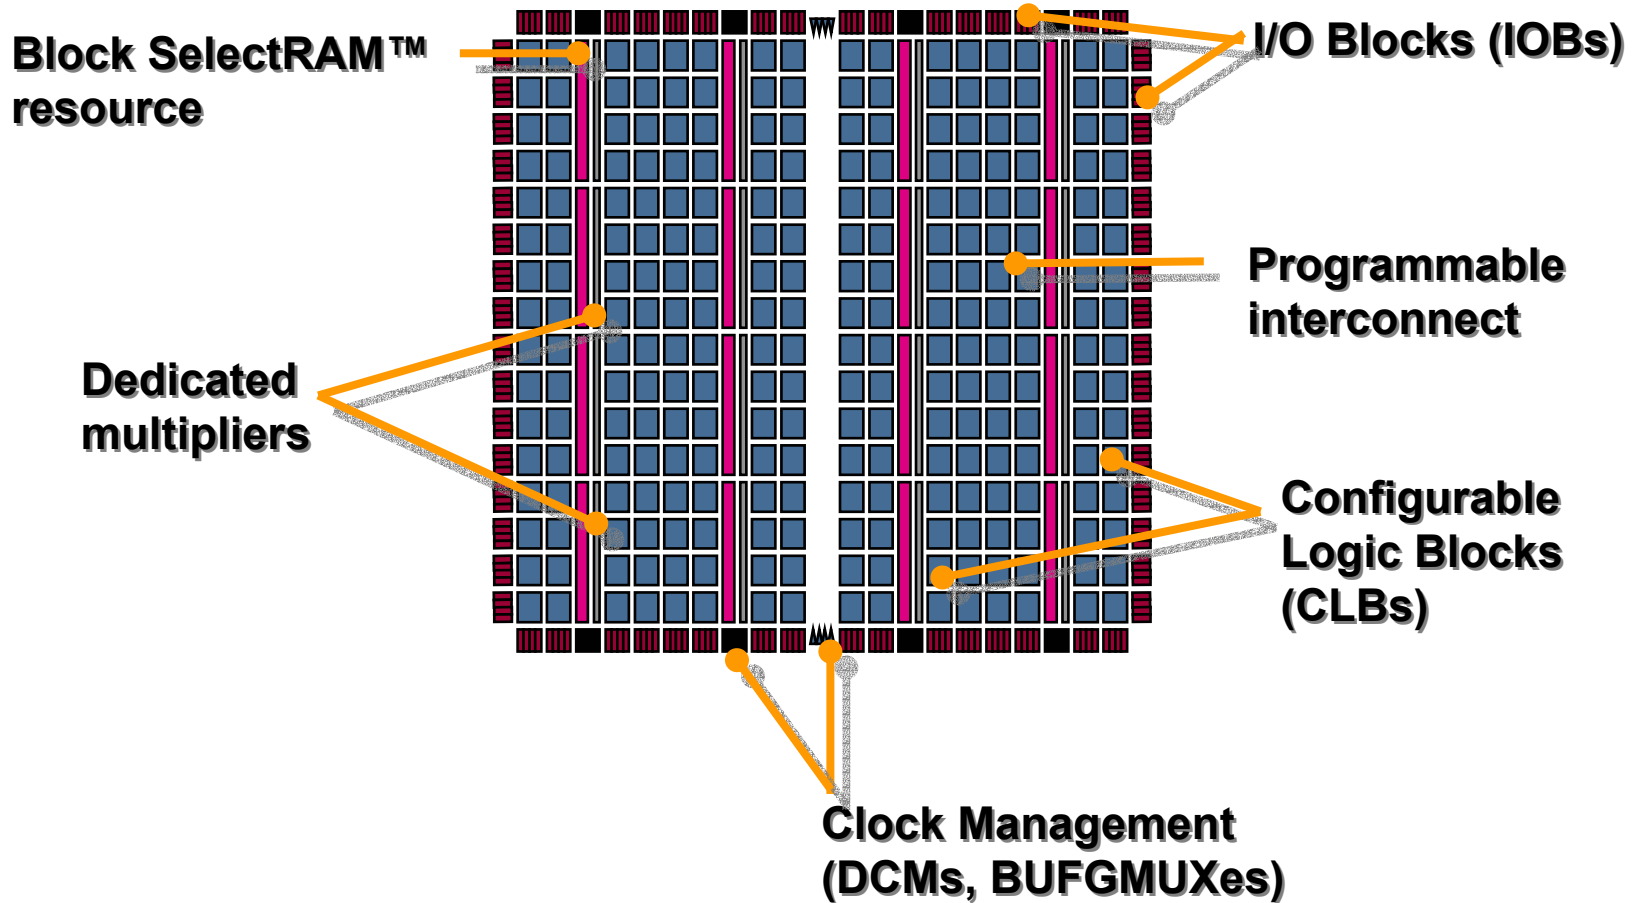 Block SelectRAM™
resource
I/O Blocks (IOBs)
Programmable
interconnect
Dedicated
multipliers
Configurable
Logic Blocks
(CLBs)
Clock Management
(DCMs, BUFGMUXes)